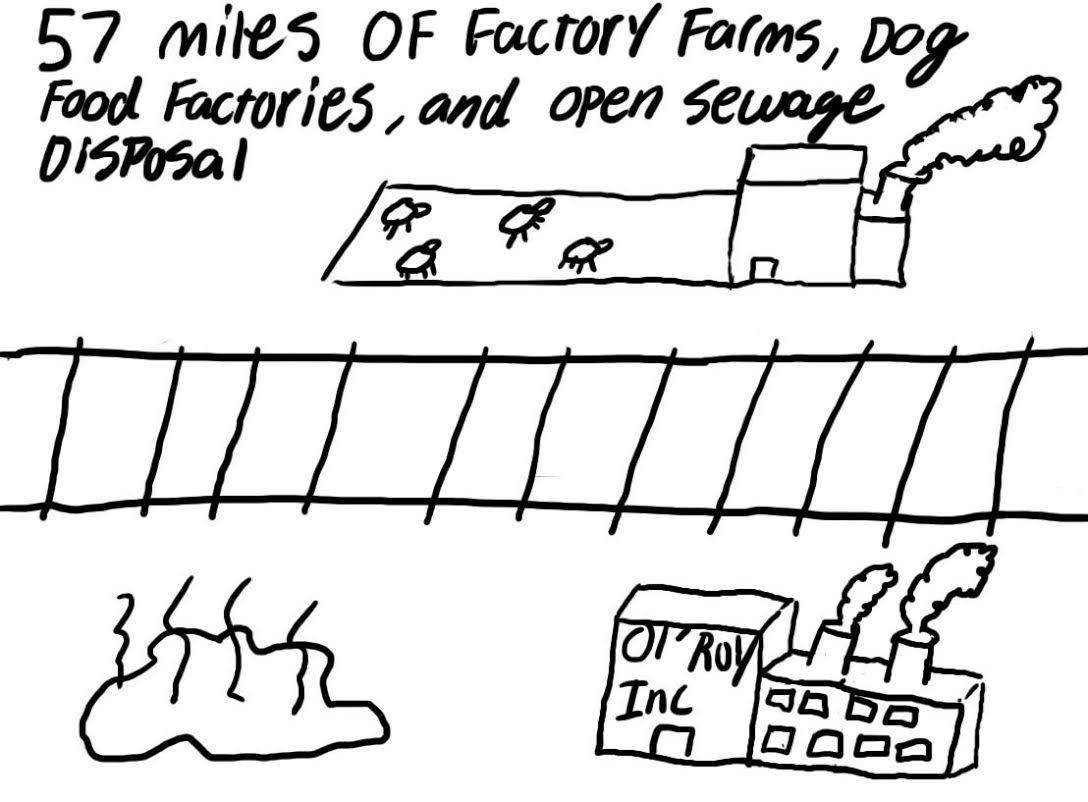 57 miles OF Factory Farms, Dog
Food Factories, and open sewage
Disposal
Ol' Roy
Inc